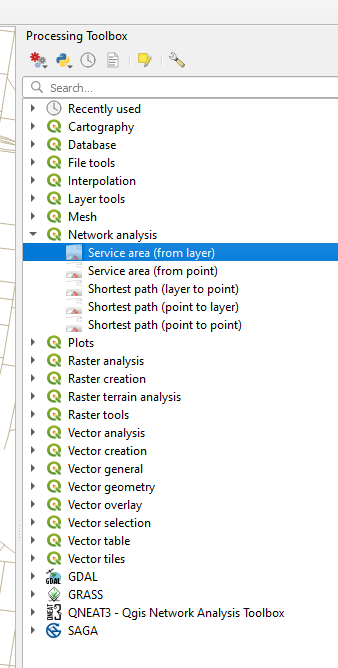 Processing Toolbox
Search...
Recently used
Cartography
Database
File tools
Interpolation
Layer tools
Mesh
Network analysis
Service area (from layer)
Service area (from point)
Shortest path (layer to point)
Shortest path (point to layer)
Shortest path (point to point)
Plots
Raster analysis
Raster creation
Raster terrain analysis
Raster tools
Vector analysis
Vector creation
Vector general
Vector geometry
Vector overlay
Vector selection
Vector table
Vector tiles
GDAL GDAL
GRASS
QNEAT3 QNEAT3 - Qgis Network Analysis Toolbox
SAGA